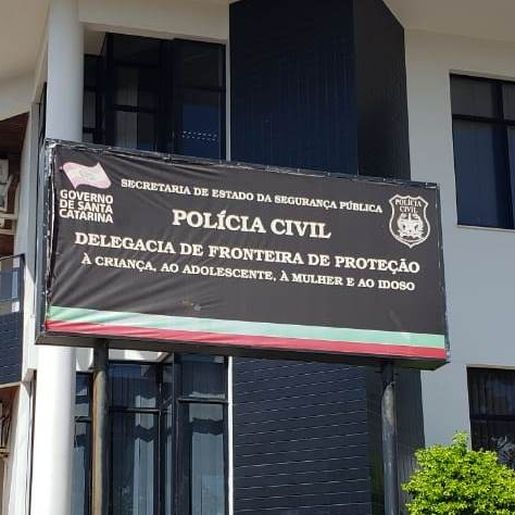 GOVERNO
DE SANTA
CATARINA
SECRETARIA DE ESTADO DA SEGURANÇA PÚBLICA
POLÍCIA CIVIL
DELEGACIA DE FRONTEIRA DE PROTEÇÃO
À CRIANÇA, AO ADOLESCENTE, À MULHER E AO IDOSO
POLÍCIA
CIVIL